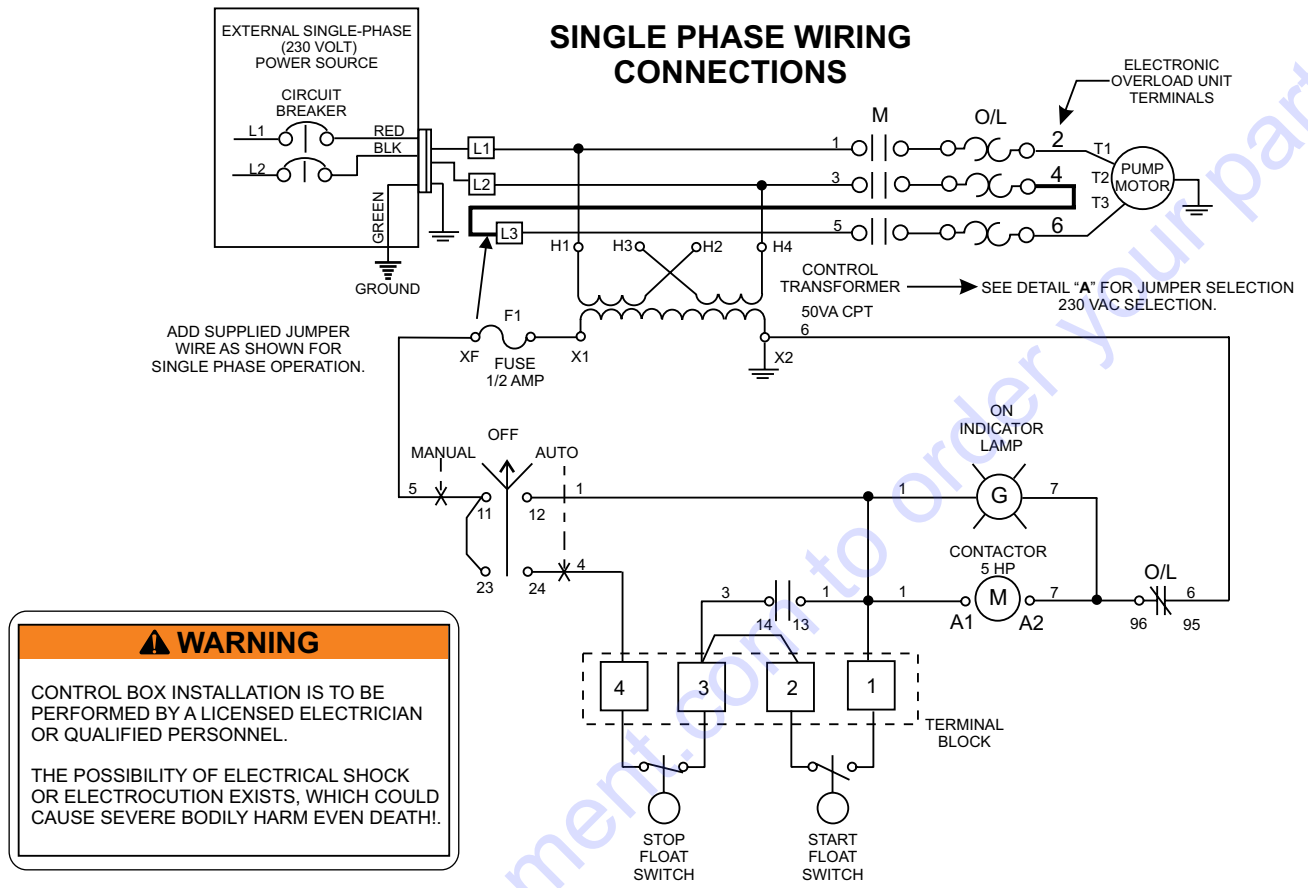 SINGLE PHASE WIRING
CONNECTIONS
EXTERNAL SINGLE-PHASE
(230 VOLT)
POWER SOURCE
CIRCUIT
BREAKER
L1
RED
BLK
L2
GREEN
GROUND
L1
L2
L3
1
3
5
M
O/L
2
4
6
ELECTRONIC
OVERLOAD UNIT
TERMINALS
T1
T2
T3
PUMP
MOTOR
H1
H3
H2
H4
CONTROL
TRANSFORMER
SEE DETAIL “A” FOR JUMPER SELECTION
230 VAC SELECTION.
50VA CPT
6
ADD SUPPLIED JUMPER
WIRE AS SHOWN FOR
SINGLE PHASE OPERATION.
XF
F1
FUSE
1/2 AMP
X1
X2
OFF
MANUAL
AUTO
5
11
12
1
23
24
4
ON
INDICATOR
LAMP
1
G
7
CONTACTOR
5 HP
1
M
7
A1
A2
O/L
6
96
95
3
1
14
13
4
3
2
1
TERMINAL
BLOCK
STOP
FLOAT
SWITCH
START
FLOAT
SWITCH
WARNING
CONTROL BOX INSTALLATION IS TO BE
PERFORMED BY A LICENSED ELECTRICIAN
OR QUALIFIED PERSONNEL.
THE POSSIBILITY OF ELECTRICAL SHOCK
OR ELECTROCUTION EXISTS, WHICH COULD
CAUSE SEVERE BODILY HARM EVEN DEATH!.
ment.com to order your part